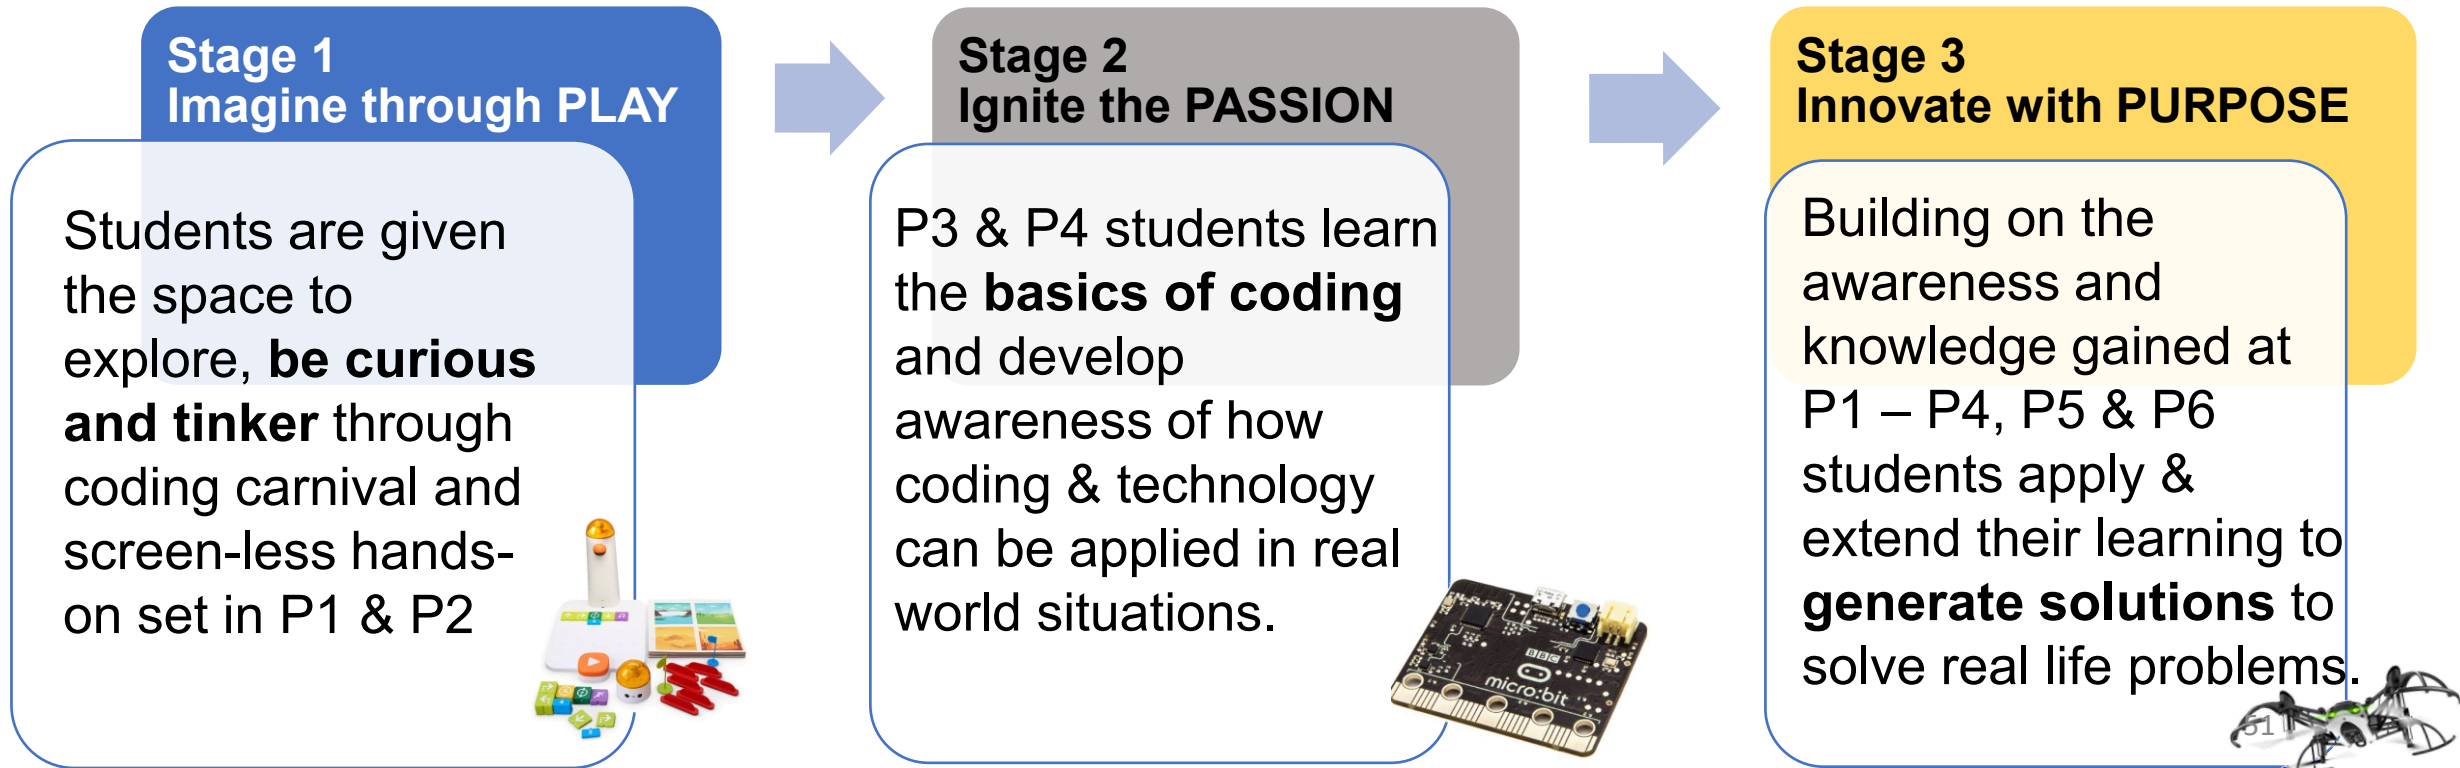 Stage 1
Imagine through PLAY
Students are given
the space to
explore, be curious
and tinker through
coding carnival and
screen-less hands-
on set in P1 & P2
Stage 2
Ignite the PASSION
P3 & P4 students learn
the basics of coding
and develop
awareness of how
coding & technology
can be applied in real
world situations.
BBC
micro:bit
Stage 3
Innovate with PURPOSE
Building on the
awareness and
knowledge gained at
P1 – P4, P5 & P6
students apply &
extend their learning to
generate solutions to
solve real life problems.
51